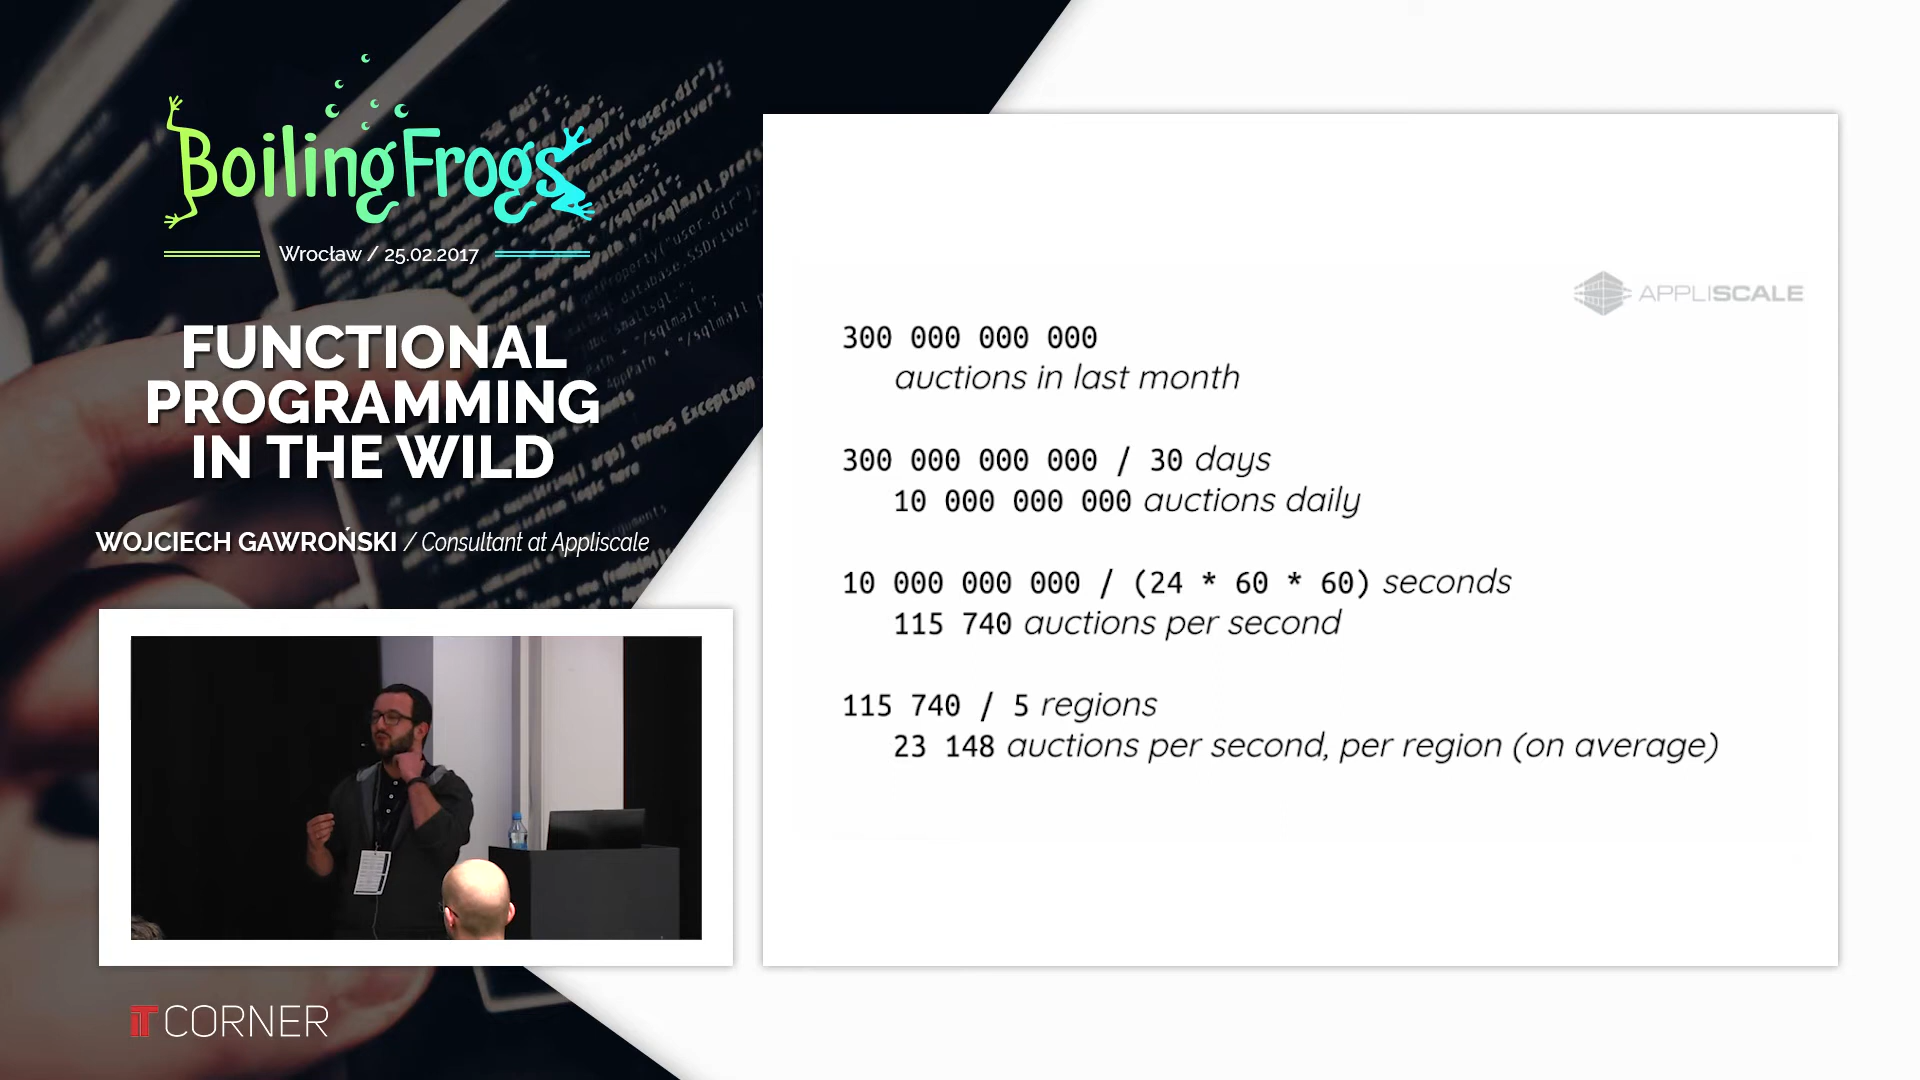 BoilingFrogs
Wrocław / 25.02.2017
FUNCTIONAL
PROGRAMMING
IN THE WILD
WOJCIECH GAWROŃSKI / Consultant at Appliscale
IT CORNER
APPLISCALE
300 000 000 000
auctions in last month
300 000 000 000 / 30 days
10 000 000 000 auctions daily
10 000 000 000 / (24 * 60 * 60) seconds
115 740 auctions per second
115 740 / 5 regions
23 148 auctions per second, per region (on average)